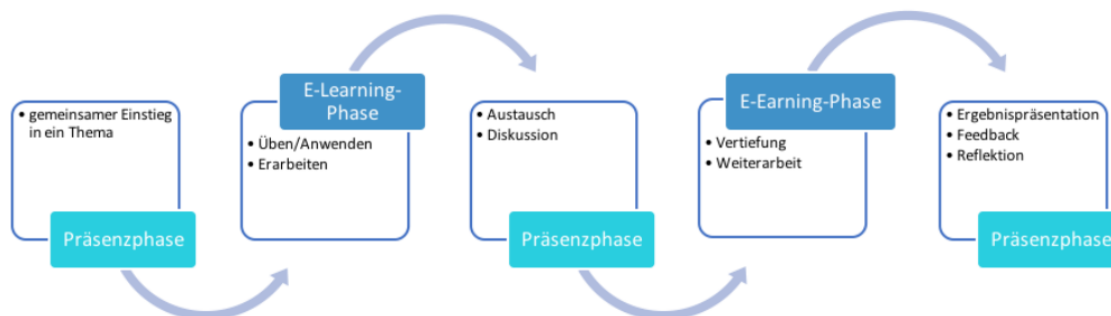 • gemeinsamer Einstieg
in ein Thema
Präsenzphase
E-Learning-
Phase
• Üben/Anwenden
• Erarbeiten
• Austausch
• Diskussion
Präsenzphase
E-Earning-Phase
• Vertiefung
• Weiterarbeit
• Ergebnispräsentation
• Feedback
• Reflektion
Präsenzphase